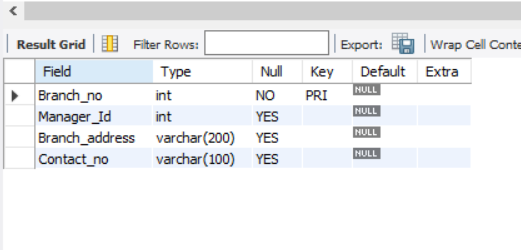 Result Grid Filter Rows: Export: Wrap Cell Conte
Field Type Null Key Default Extra
Branch_no int NO PRI NULL
Manager_Id int YES NULL
Branch_address varchar(200) YES NULL
Contact_no varchar(100) YES NULL